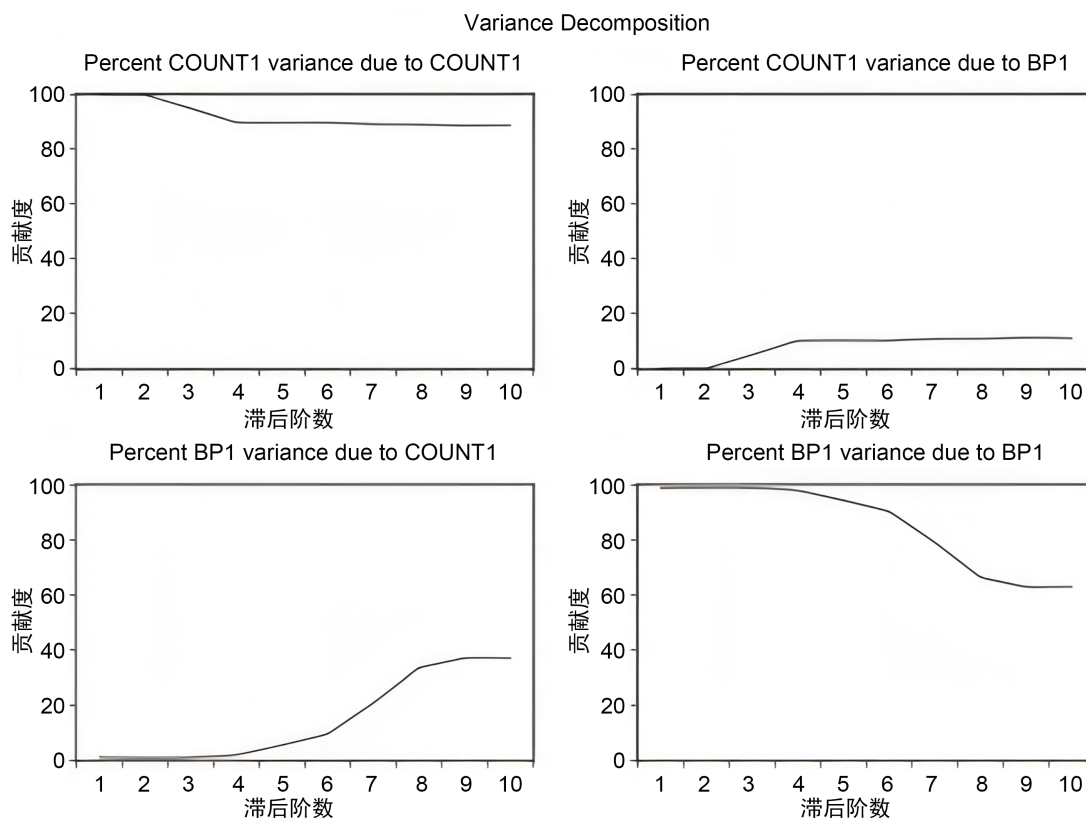 Variance Decomposition
Percent COUNT1 variance due to COUNT1
100
80
60
40
20
0
贡献度
1 2 3 4 5 6 7 8 9 10
滞后阶数
Percent COUNT1 variance due to BP1
100
80
60
40
20
0
贡献度
1 2 3 4 5 6 7 8 9 10
滞后阶数
Percent BP1 variance due to COUNT1
100
80
60
40
20
0
贡献度
1 2 3 4 5 6 7 8 9 10
滞后阶数
Percent BP1 variance due to BP1
100
80
60
40
20
0
贡献度
1 2 3 4 5 6 7 8 9 10
滞后阶数